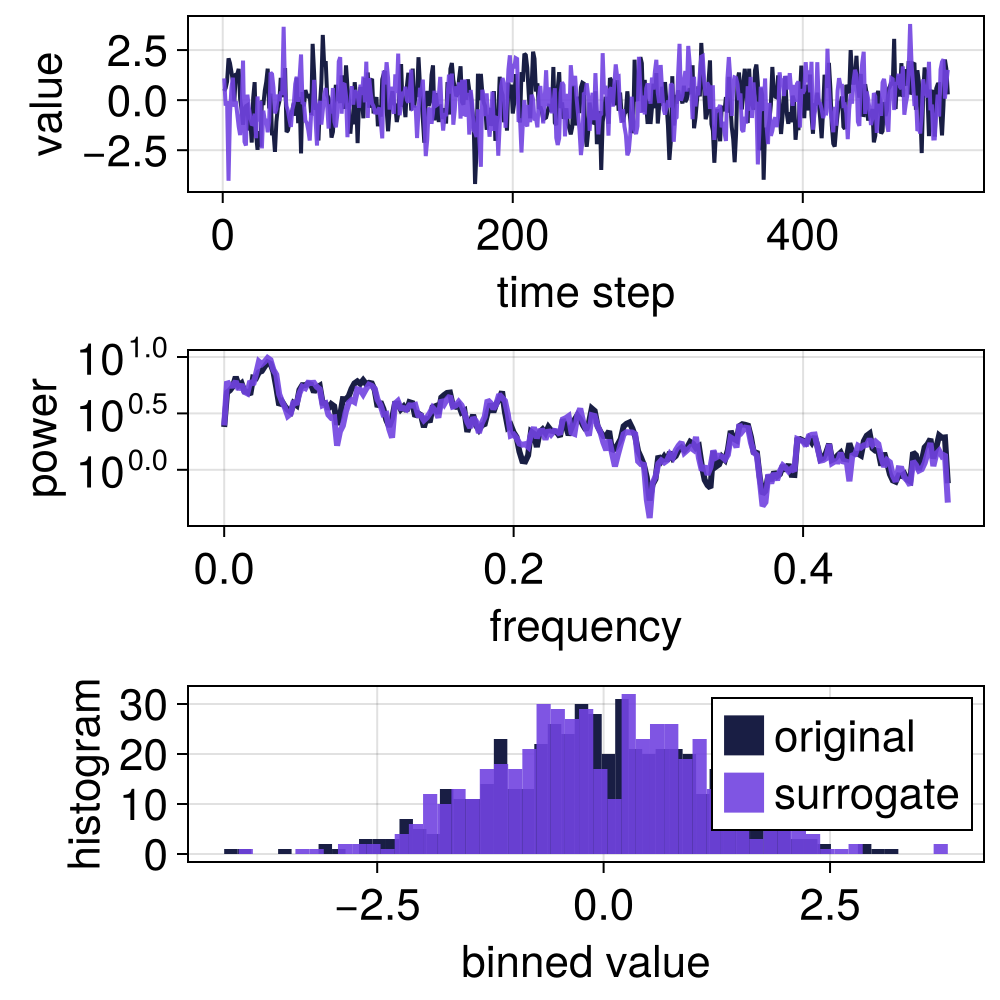 value
2.5
0.0
−2.5
0 200 400
time step
power
10^1.0
10^0.5
10^0.0
0.0 0.2 0.4
frequency
histogram
30
20
10
0
original
surrogate
−2.5 0.0 2.5
binned value